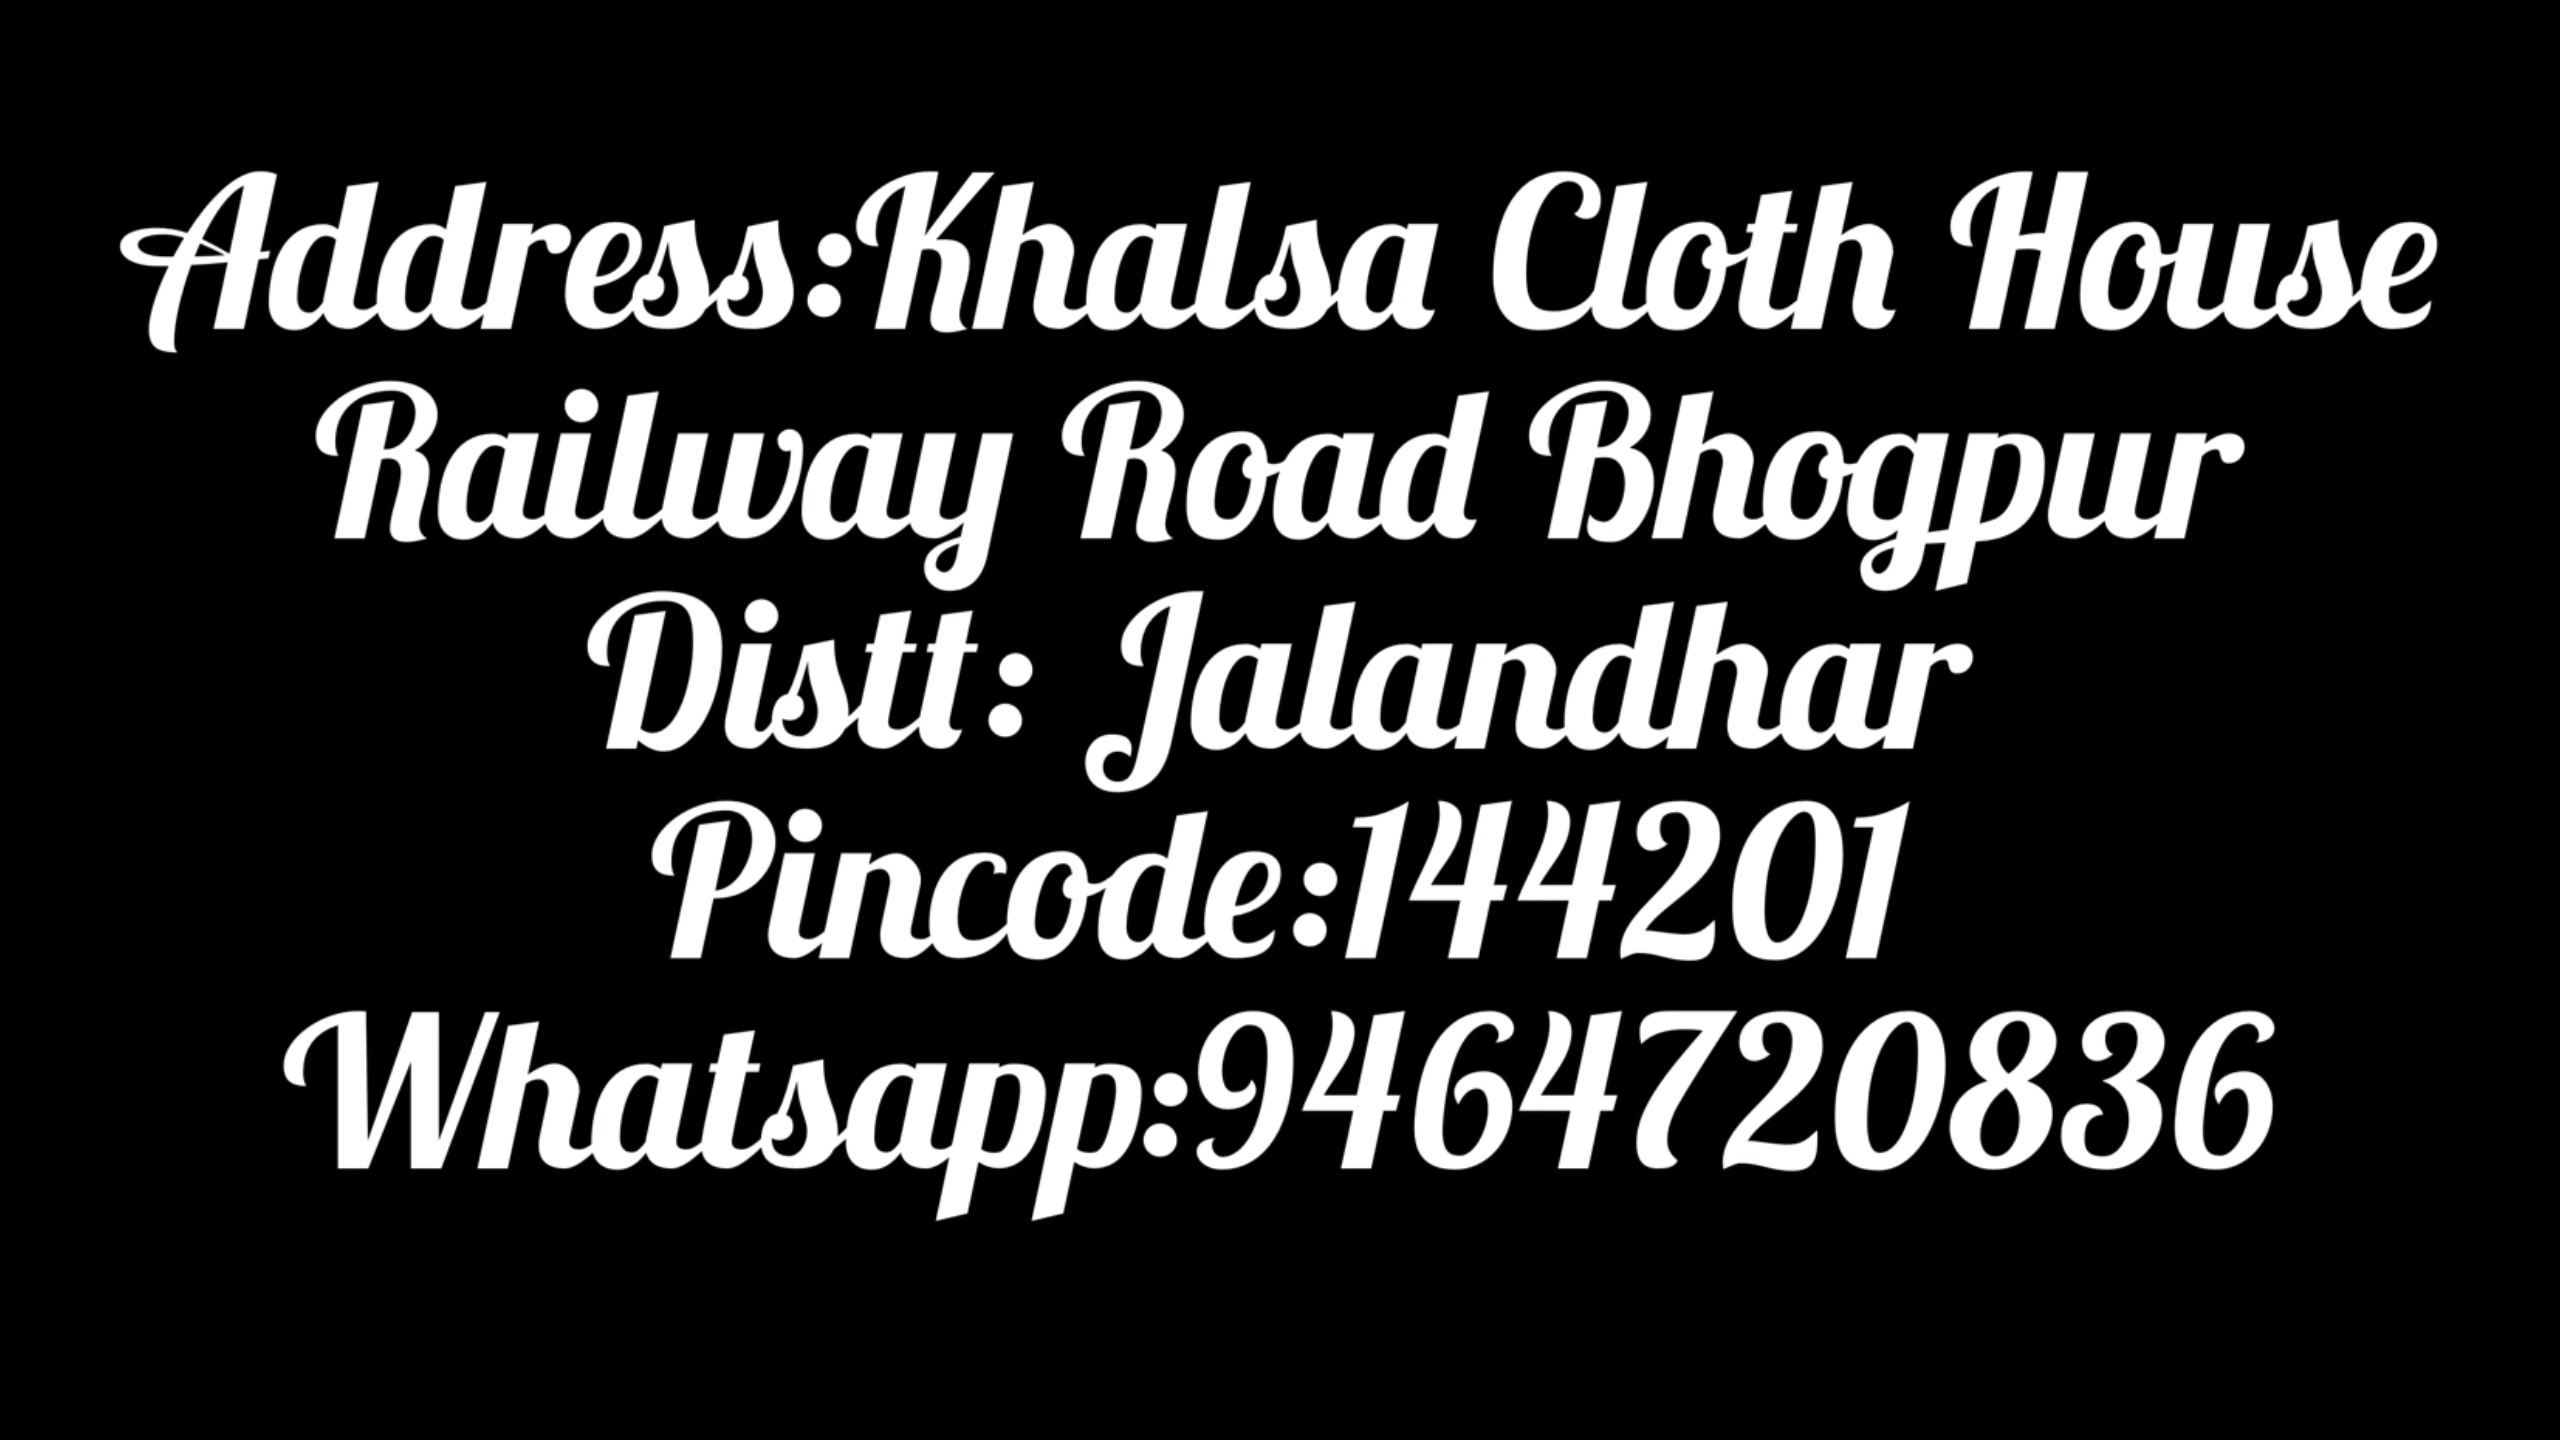 Address:Khalsa Cloth House
Railway Road Bhogpur
Distt: Jalandhar
Pincode:144201
Whatsapp:9464720836